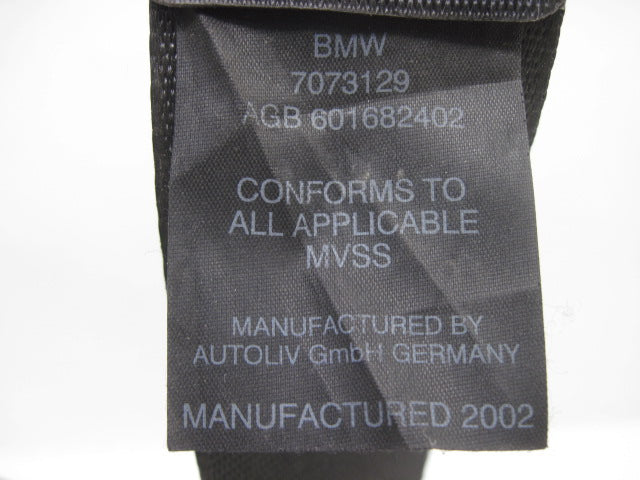 BMW
7073129
AGB 601682402
CONFORMS TO
ALL APPLICABLE
MVSS
MANUFACTURED BY
AUTOLIV GmbH GERMANY
MANUFACTURED 2002